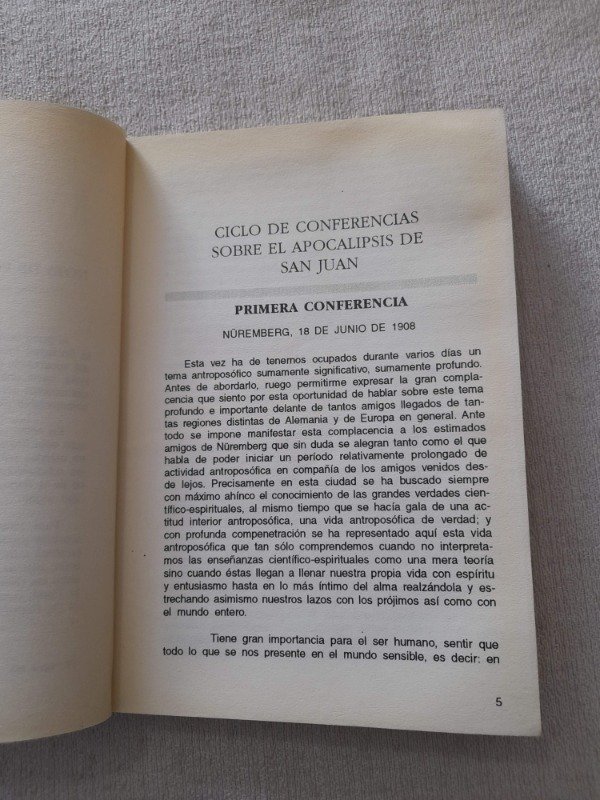 CICLO DE CONFERENCIAS
SOBRE EL APOCALIPSIS DE
SAN JUAN
PRIMERA CONFERENCIA
NÜREMBERG, 18 DE JUNIO DE 1908
Esta vez ha de tenernos ocupados durante varios días un
tema antroposófico sumamente significativo, sumamente profundo.
Antes de abordarlo, ruego permitirme expresar la gran compla-
cencia que siento por esta oportunidad de hablar sobre este tema
profundo e importante delante de tantos amigos llegados de tan-
tas regiones distintas de Alemania y de Europa en general. Ante
todo se impone manifestar esta complacencia a los estimados
amigos de Nüremberg que sin duda se alegran tanto como el que
habla de poder iniciar un período relativamente prolongado de
actividad antroposófica en compañía de los amigos venidos des-
de lejos. Precisamente en esta ciudad se ha buscado siempre
con máximo ahínco el conocimiento de las grandes verdades cien-
tífico-espirituales, al mismo tiempo que se hacía gala de una ac-
titud interior antroposófica, una vida antroposófica de verdad; y
con profunda compenetración se ha representado aquí esta vida
antroposófica que tan sólo comprendemos cuando no interpreta-
mos las enseñanzas científico-espirituales como una mera teoría
sino cuando éstas llegan a llenar nuestra propia vida con espíritu
y entusiasmo hasta en lo más íntimo del alma realzándola y es-
trechando asimismo nuestros lazos con los prójimos así como con
el mundo entero.
Tiene gran importancia para el ser humano, sentir que
todo lo que se nos presente en el mundo sensible, es decir: en
5